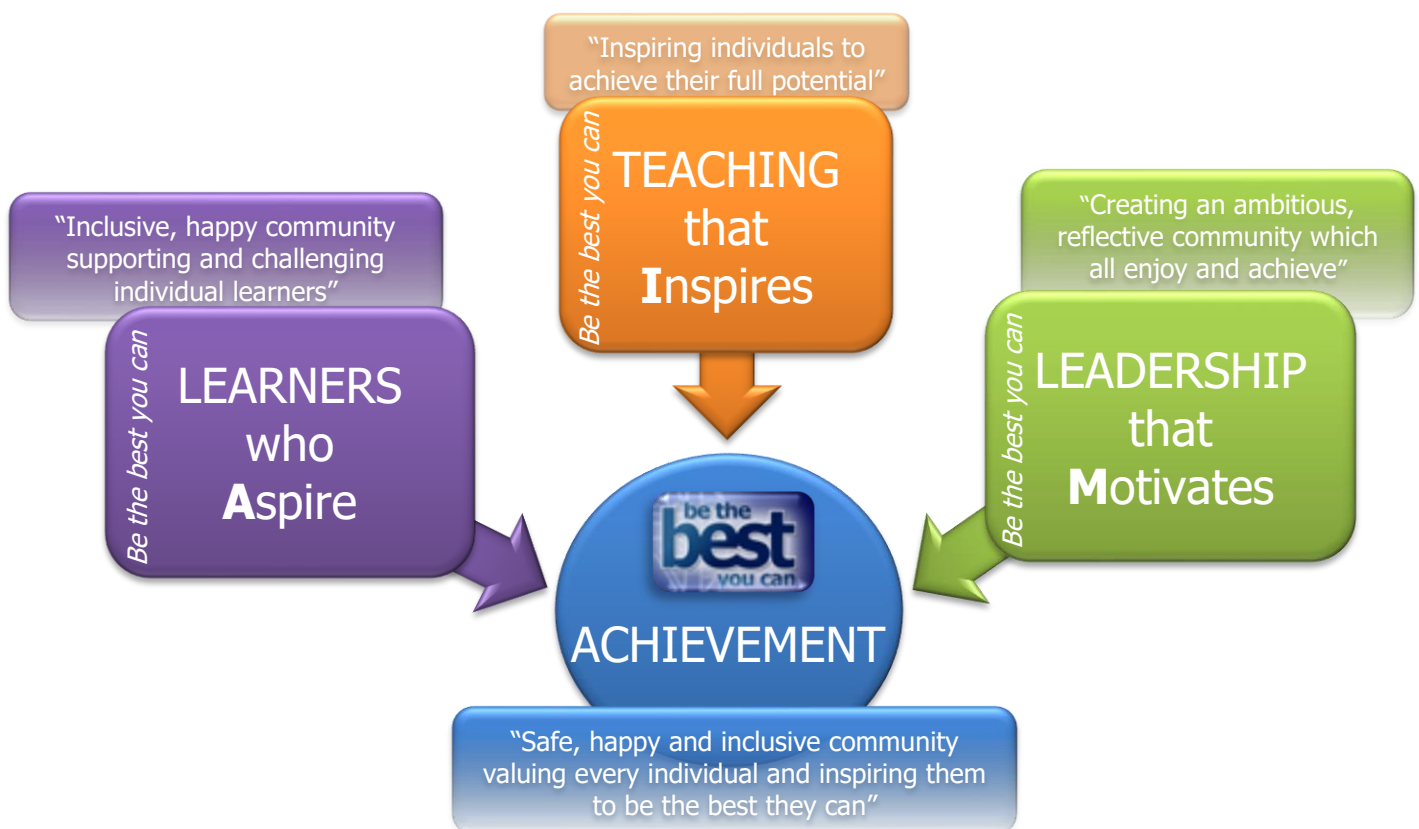 “Inspiring individuals to
achieve their full potential”
Be the best you can
TEACHING
that
Inspires
“Inclusive, happy community
supporting and challenging
individual learners”
Be the best you can
LEARNERS
who
Aspire
“Creating an ambitious,
reflective community which
all enjoy and achieve”
Be the best you can
LEADERSHIP
that
Motivates
be the
best
you can
ACHIEVEMENT
“Safe, happy and inclusive community
valuing every individual and inspiring them
to be the best they can”